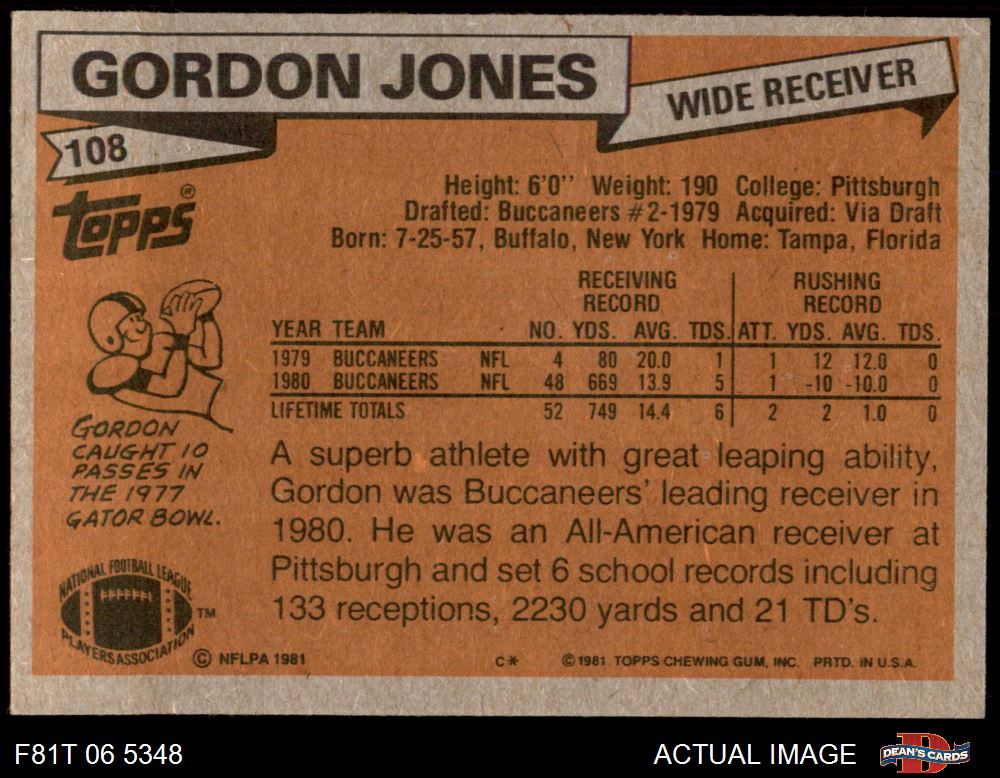 GORDON JONES
WIDE RECEIVER
108
Topps®
Height: 6'0'' Weight: 190 College: Pittsburgh
Drafted: Buccaneers #2-1979 Acquired: Via Draft
Born: 7-25-57, Buffalo, New York Home: Tampa, Florida
RECEIVING RECORD RUSHING RECORD
YEAR TEAM NO. YDS. AVG. TDS. ATT. YDS. AVG. TDS.
1979 BUCCANEERS NFL 4 80 20.0 1 1 12 12.0 0
1980 BUCCANEERS NFL 48 669 13.9 5 1 -10 -10.0 0
LIFETIME TOTALS 52 749 14.4 6 2 2 1.0 0
GORDON
CAUGHT 10
PASSES IN
THE 1977
GATOR BOWL.
A superb athlete with great leaping ability,
Gordon was Buccaneers' leading receiver in
1980. He was an All-American receiver at
Pittsburgh and set 6 school records including
133 receptions, 2230 yards and 21 TD's.
NATIONAL FOOTBALL LEAGUE
PLAYERS ASSOCIATION
TM
© NFLPA 1981 C* ©1981 TOPPS CHEWING GUM, INC. PRTD. IN U.S.A.
F81T 06 5348 ACTUAL IMAGE DEAN'S CARDS